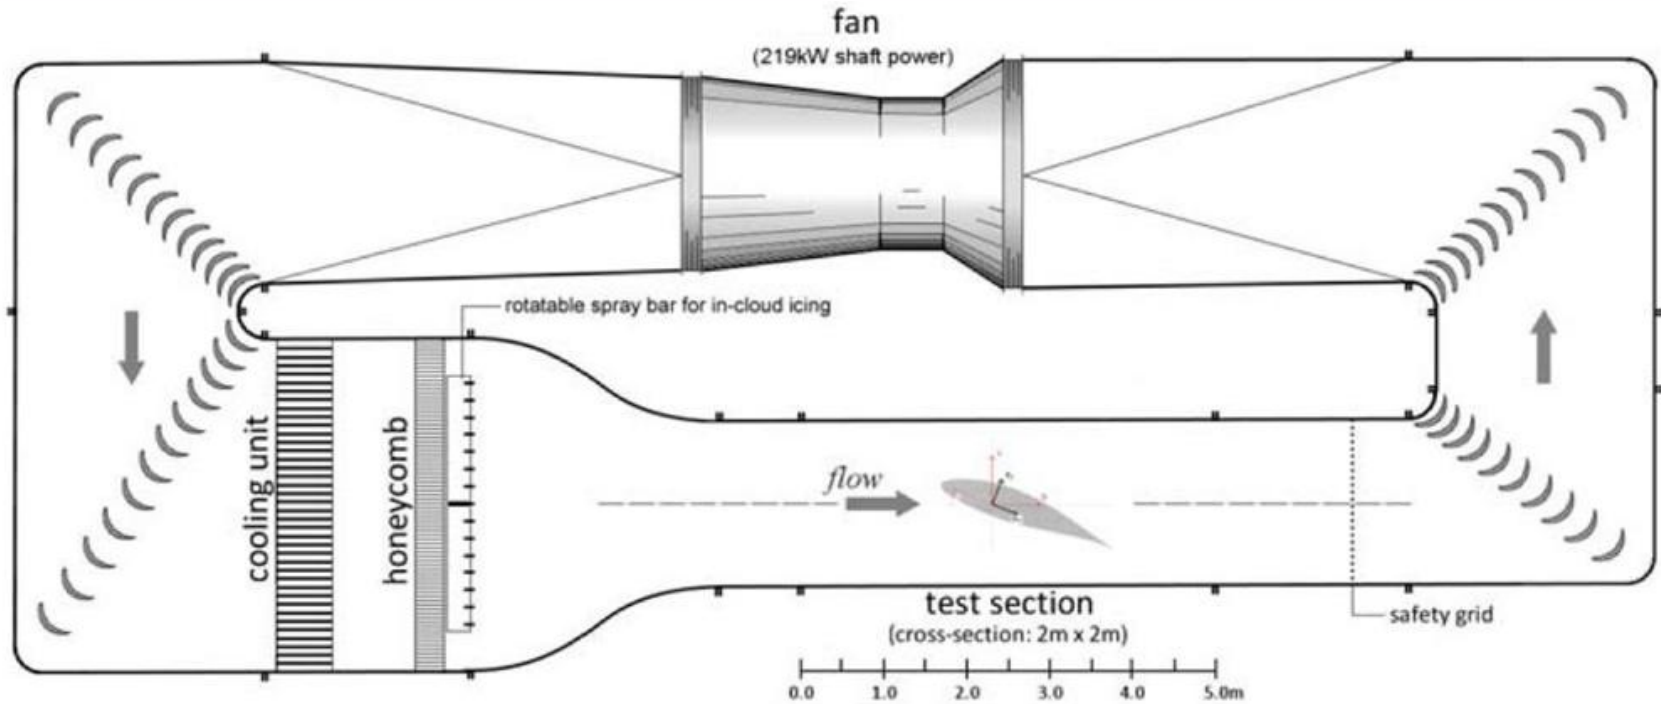 fan
(219kW shaft power)
rotatable spray bar for in-cloud icing
cooling unit
honeycomb
flow
test section
(cross-section: 2m x 2m)
safety grid
0.0 1.0 2.0 3.0 4.0 5.0m